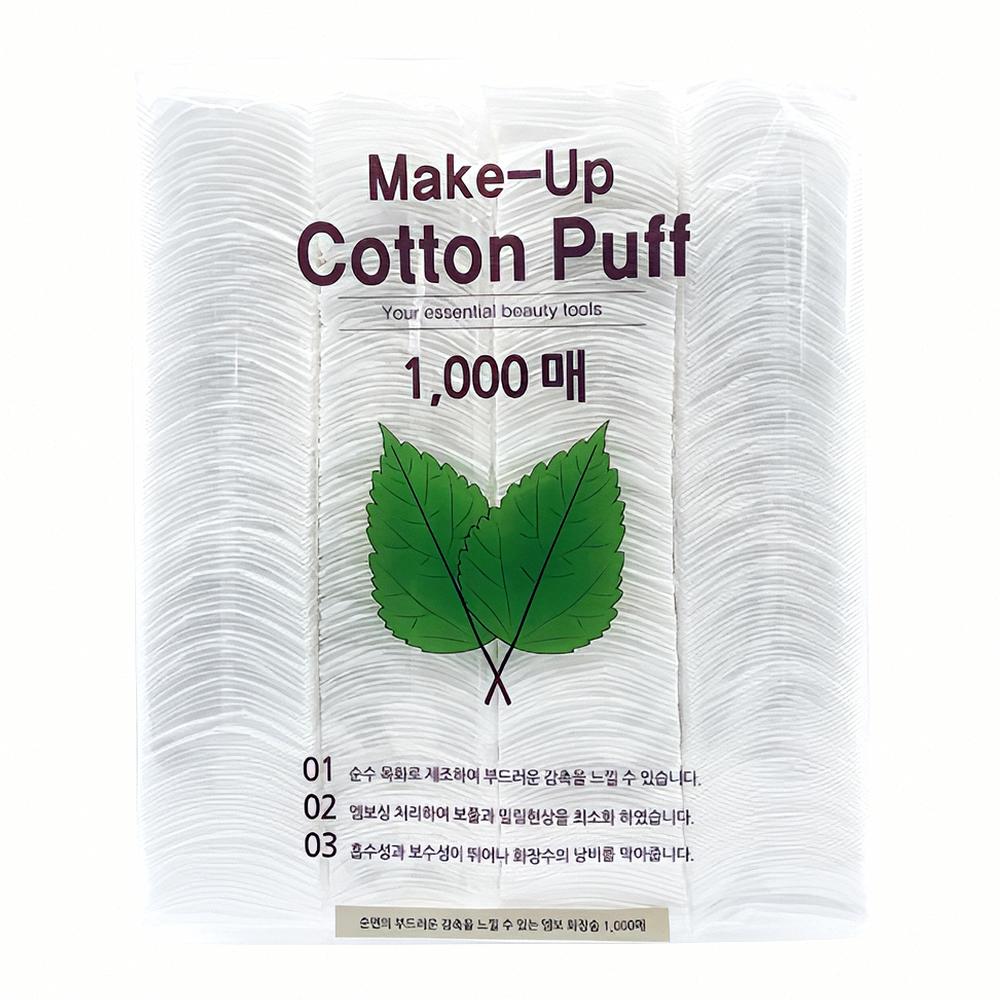 Make-Up
Cotton Puff
Your essential beauty tools
1,000 매
01 순수 목화로 제조하여 부드러운 감촉을 느낄 수 있습니다.
02 엠보싱 처리하여 보풀과 밀림현상을 최소화 하였습니다.
03 흡수성과 보수성이 뛰어나 화장수의 낭비를 막아줍니다.
순면의 부드러운 감촉을 느낄 수 있는 엠보 화장솜 1,000매